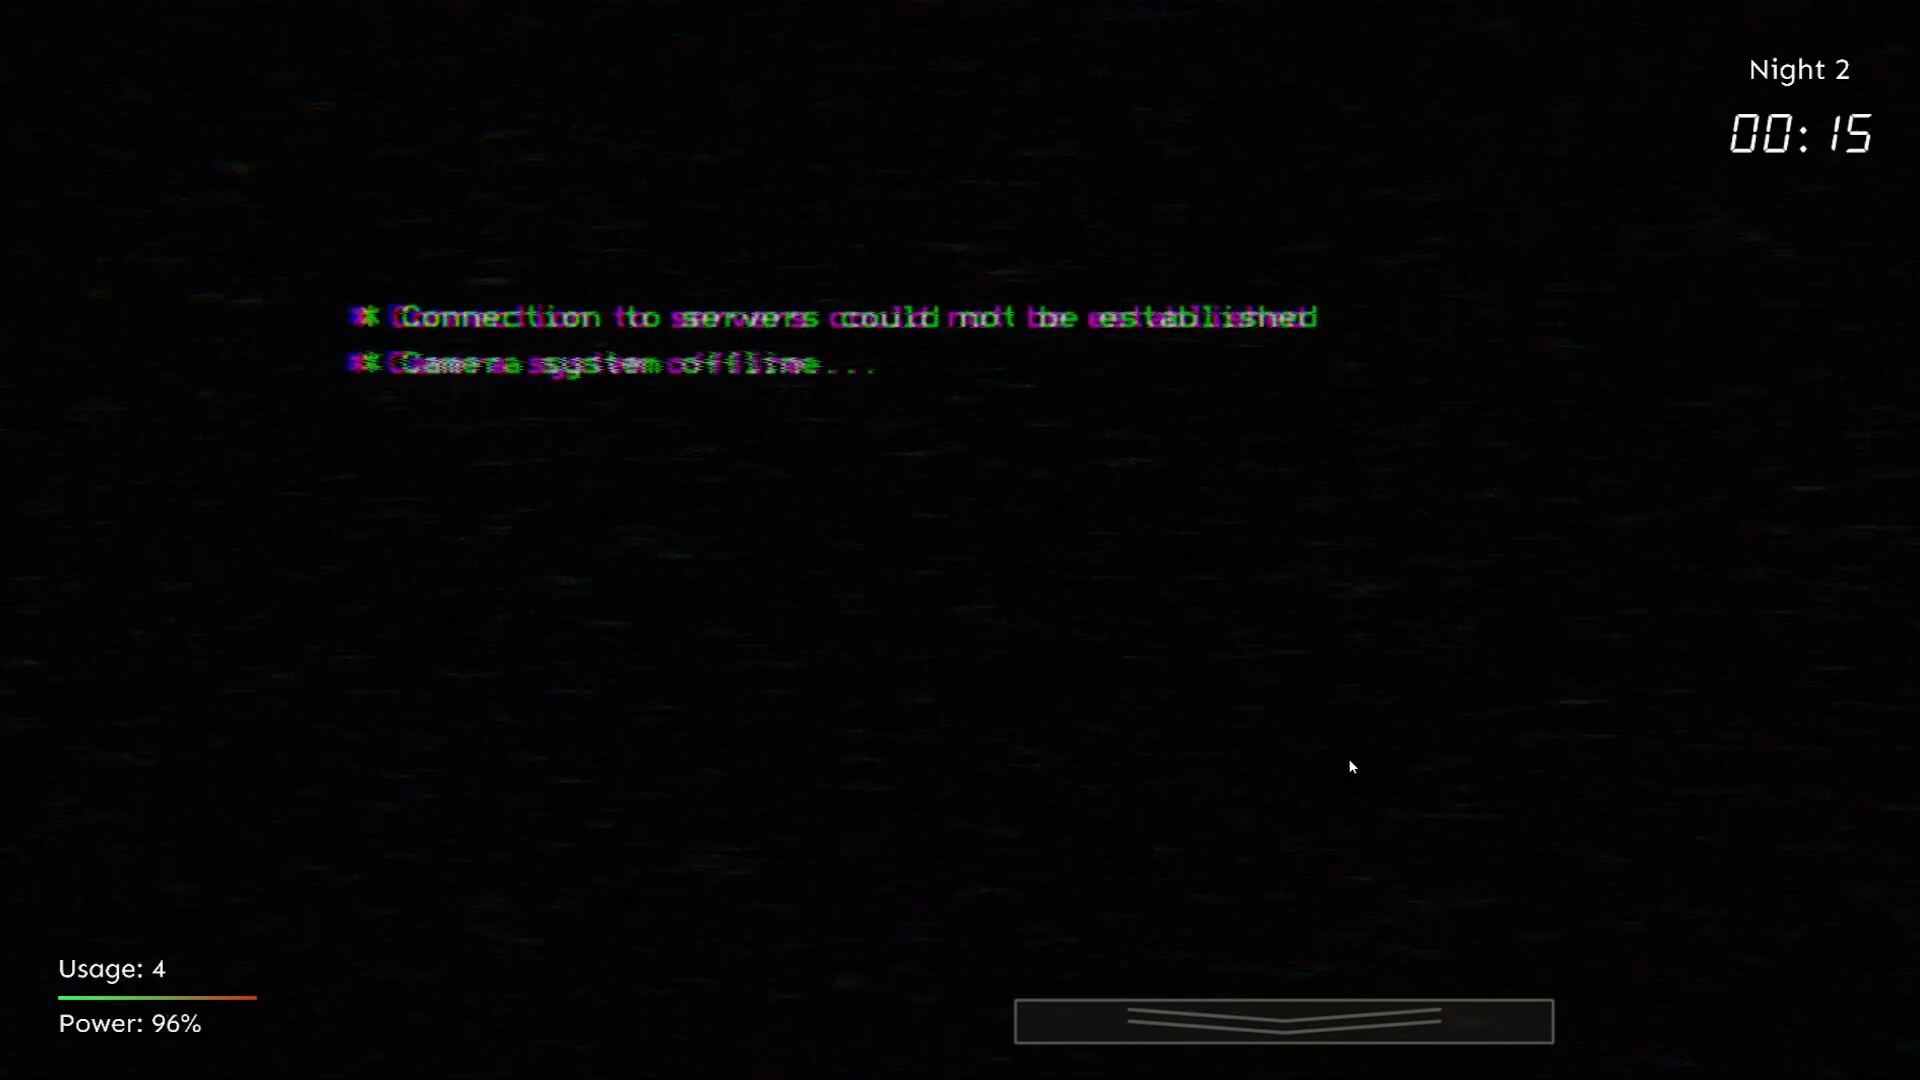 Night 2
00:15
* Connection to servers could not be established
* Camera system offline...
Usage: 4
Power: 96%